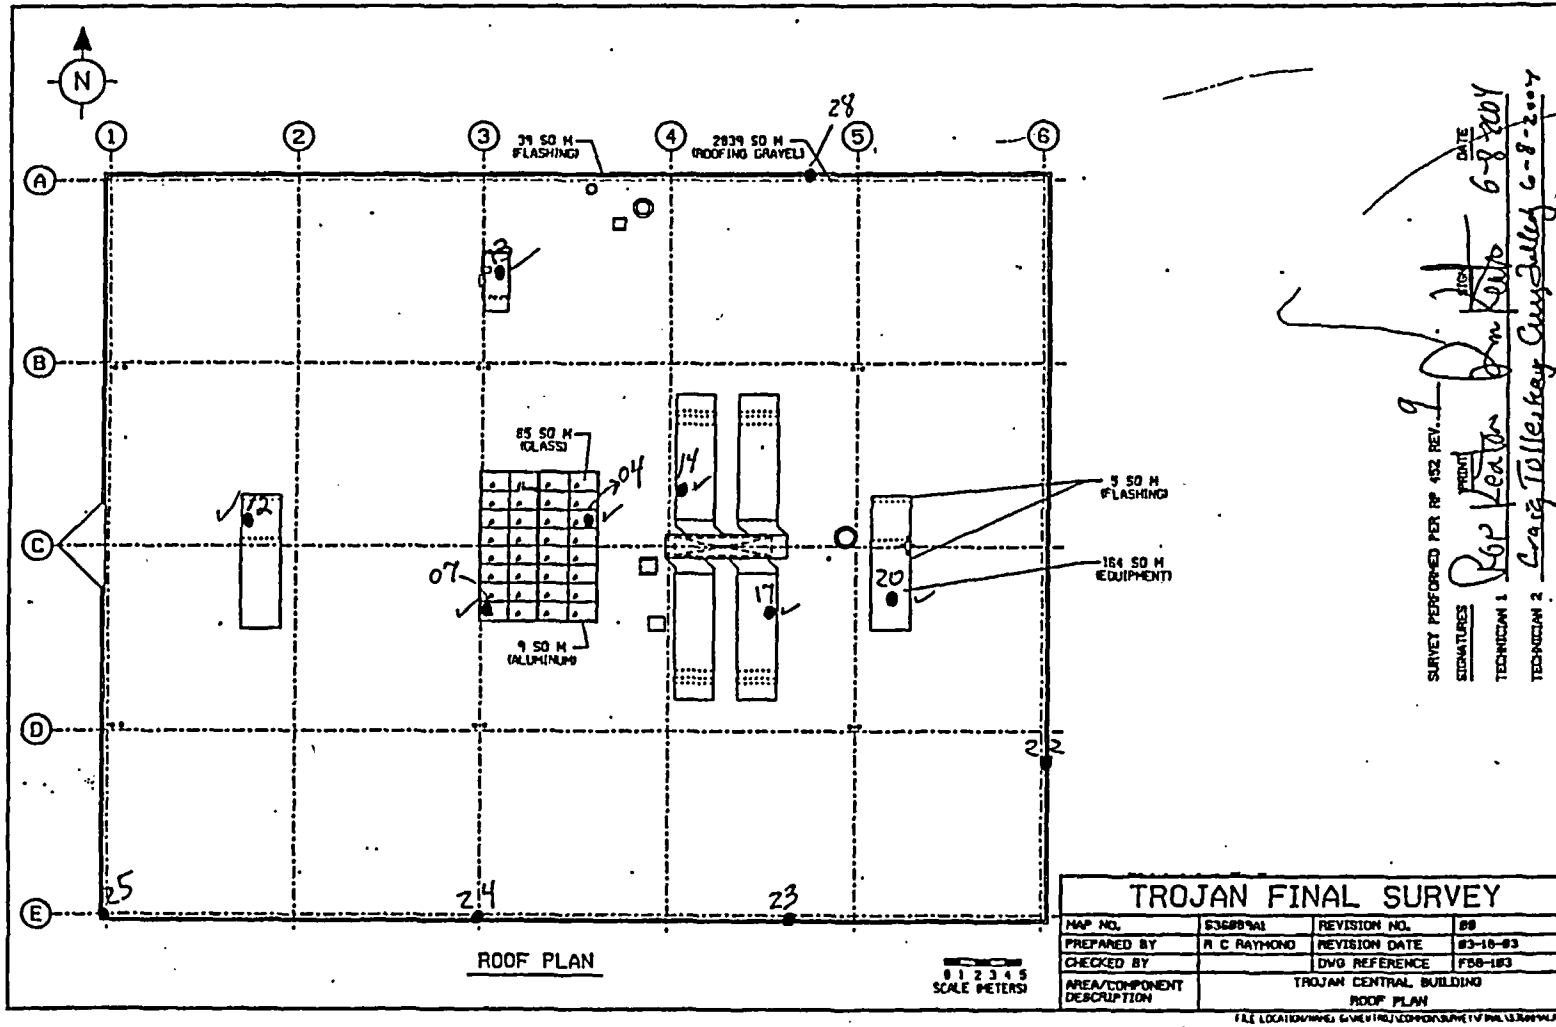 N
28
1 2 3 4 5 6
39 SQ M
(FLASHING)
2839 SQ M
(ROOFING GRAVEL)
A
13
B
85 SQ M
(GLASS)
04
14
5 SQ M
(FLASHING)
12
C
07
17
20
164 SQ M
(EQUIPMENT)
9 SQ M
(ALUMINUM)
D
22
25
24
23
E
ROOF PLAN
0 1 2 3 4 5
SCALE (METERS)
SURVEY PERFORMED PER RP 452 REV. 9
SIGNATURES PRINT SIGN DATE
TECHNICIAN 1 Keaton 6-8-2004
TECHNICIAN 2 Craig 6-8-2004
TROJAN FINAL SURVEY
MAP NO. REVISION NO.
PREPARED BY R C RAYMOND REVISION DATE 03-18-03
CHECKED BY DWG REFERENCE
AREA/COMPONENT
DESCRIPTION
TROJAN CENTRAL BUILDING
ROOF PLAN